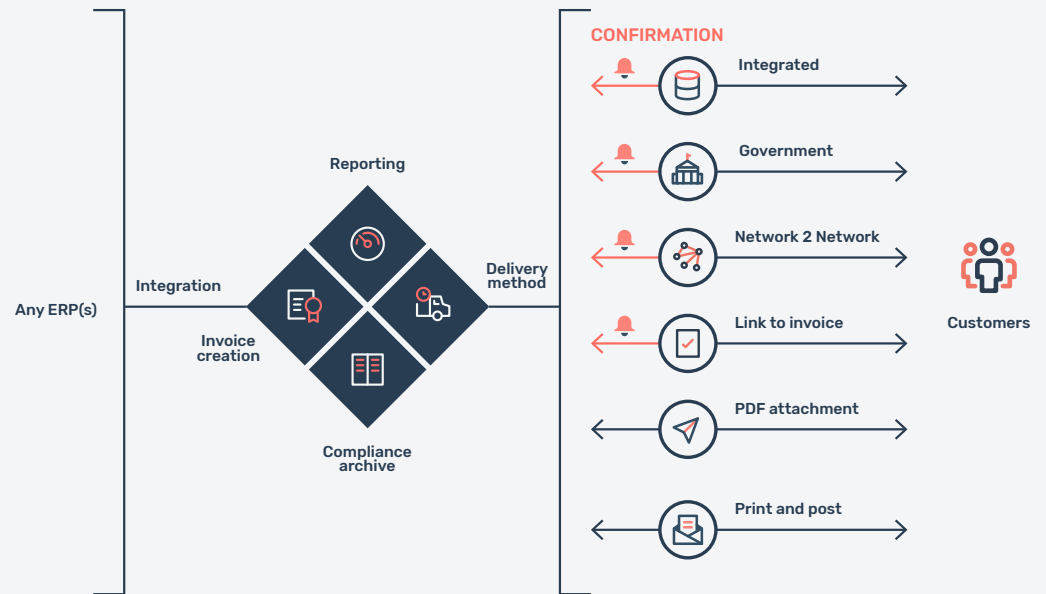 Any ERP(s)
Integration
Invoice
creation
Reporting
Compliance
archive
Delivery
method
CONFIRMATION
Integrated
Government
Network 2 Network
Link to invoice
PDF attachment
Print and post
Customers